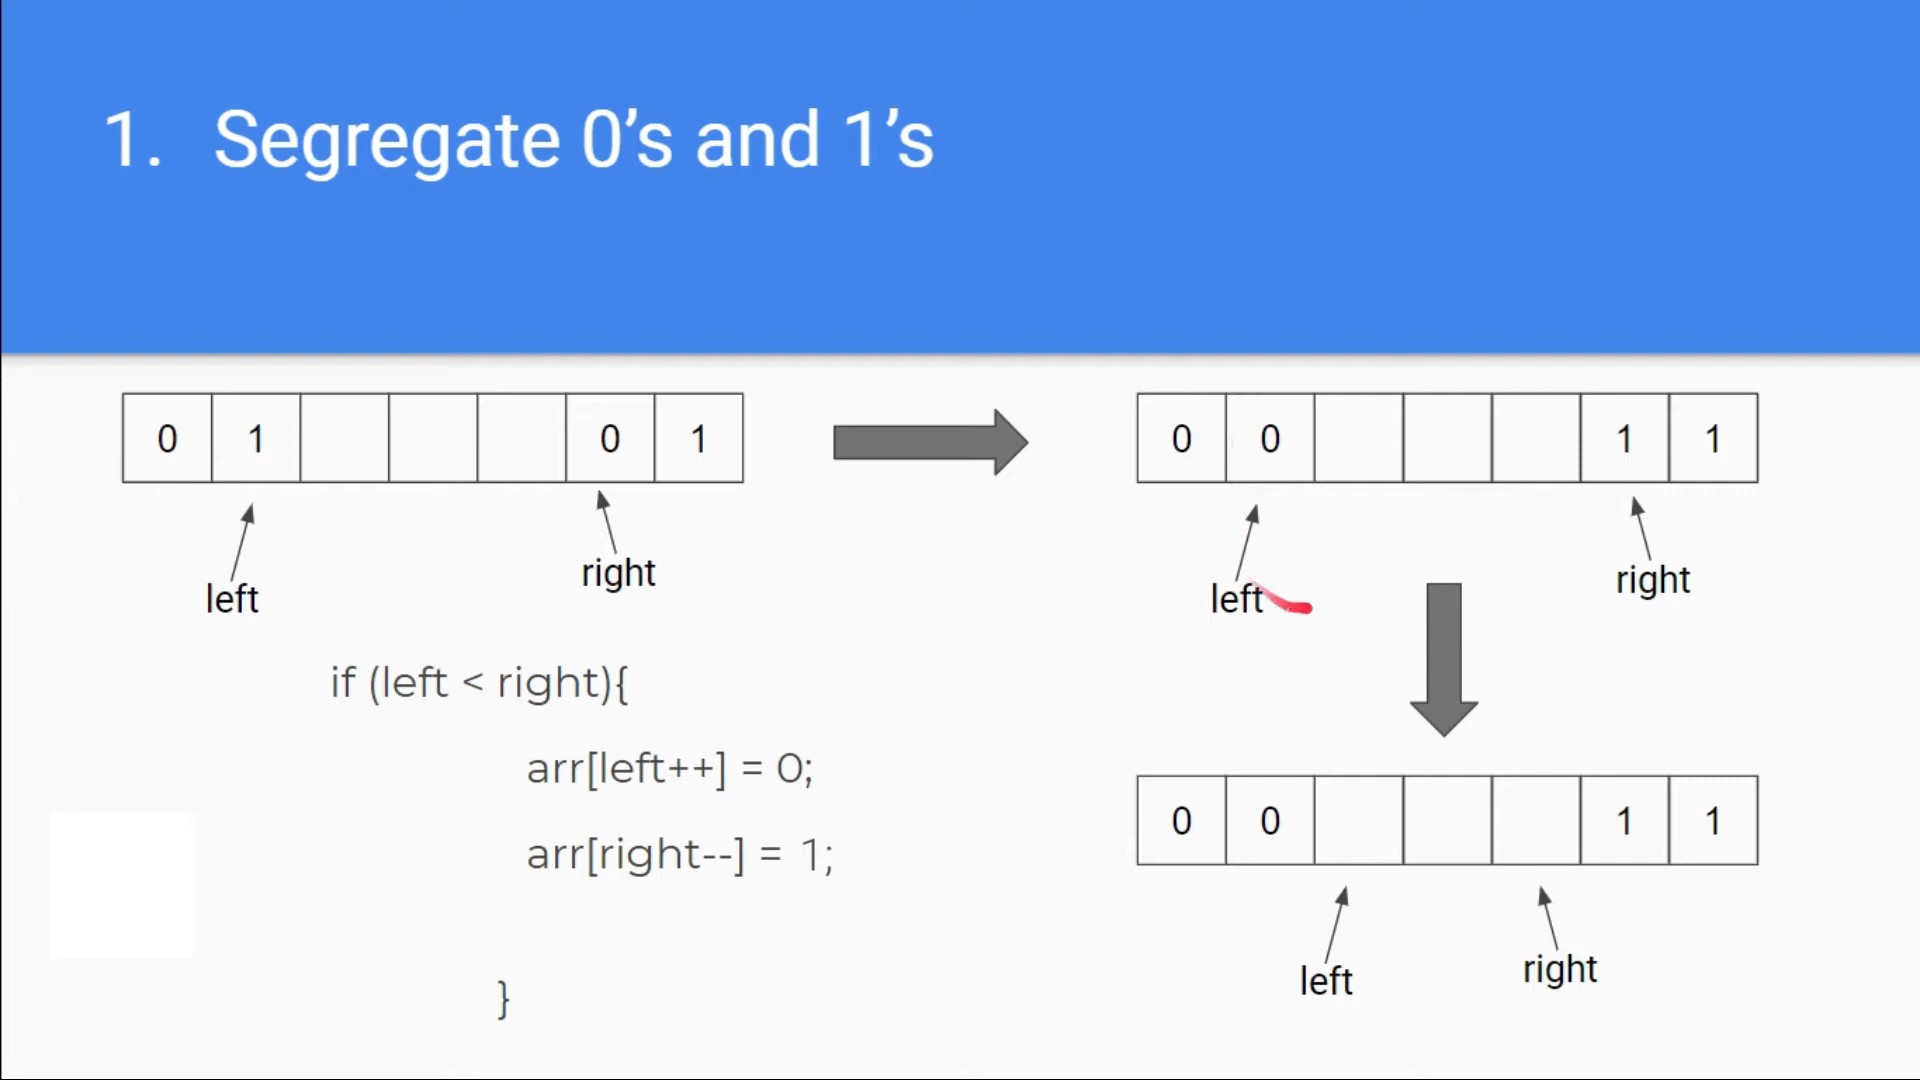 1. Segregate 0’s and 1’s
0 1 0 1
left
right
0 0 1 1
left
right
if (left < right){
arr[left++] = 0;
arr[right--] = 1;
}
0 0 1 1
left
right